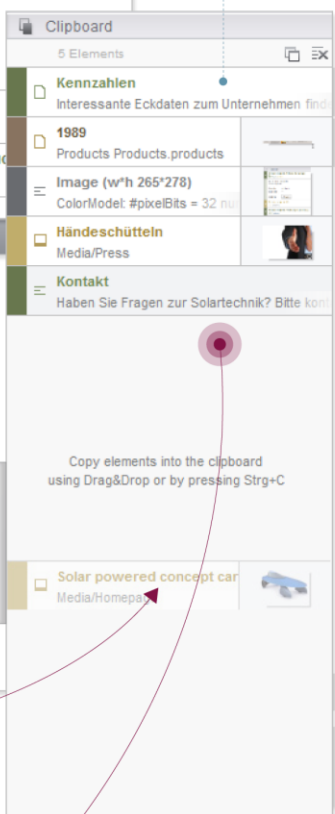 Clipboard
5 Elements
Kennzahlen
Interessante Eckdaten zum Unternehmen find
1989
Products Products.products
Image (w*h 265*278)
ColorModel: #pixelBits = 32 nu
Händeschütteln
Media/Press
Kontakt
Haben Sie Fragen zur Solartechnik? Bitte kon
Copy elements into the clipboard
using Drag&Drop or by pressing Strg+C
Solar powered concept car